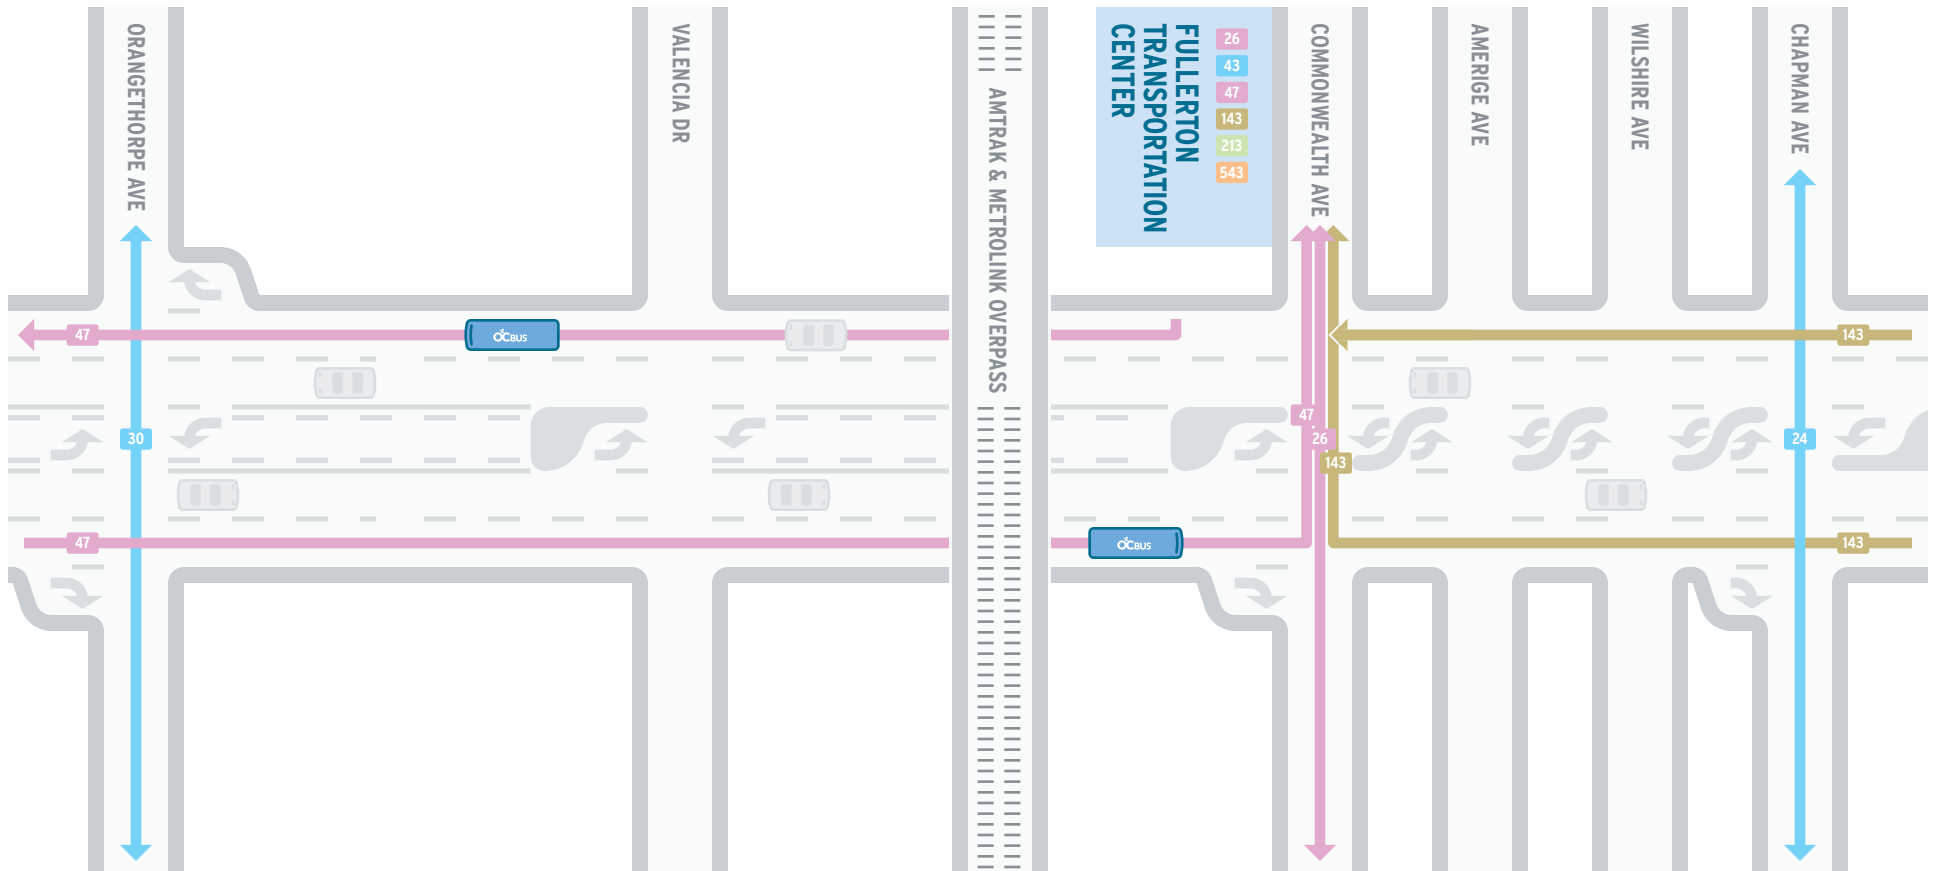 ORANGETHORPE AVE
VALENCIA DR
AMTRAK & METROLINK OVERPASS
FULLERTON
TRANSPORTATION
CENTER
26
43
47
143
213
543
COMMONWEALTH AVE
AMERIGE AVE
WILSHIRE AVE
CHAPMAN AVE
47
OCBUS
143
47
30
26
24
143
47
OCBUS
143